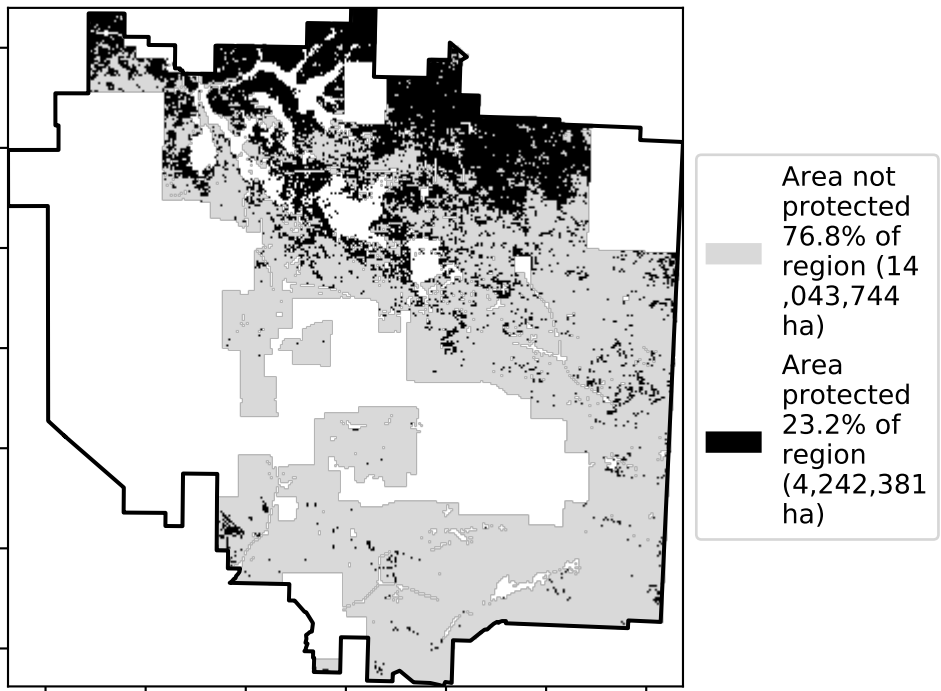 Area not
protected
76.8% of
region (14
,043,744
ha)
Area
protected
23.2% of
region
(4,242,381
ha)